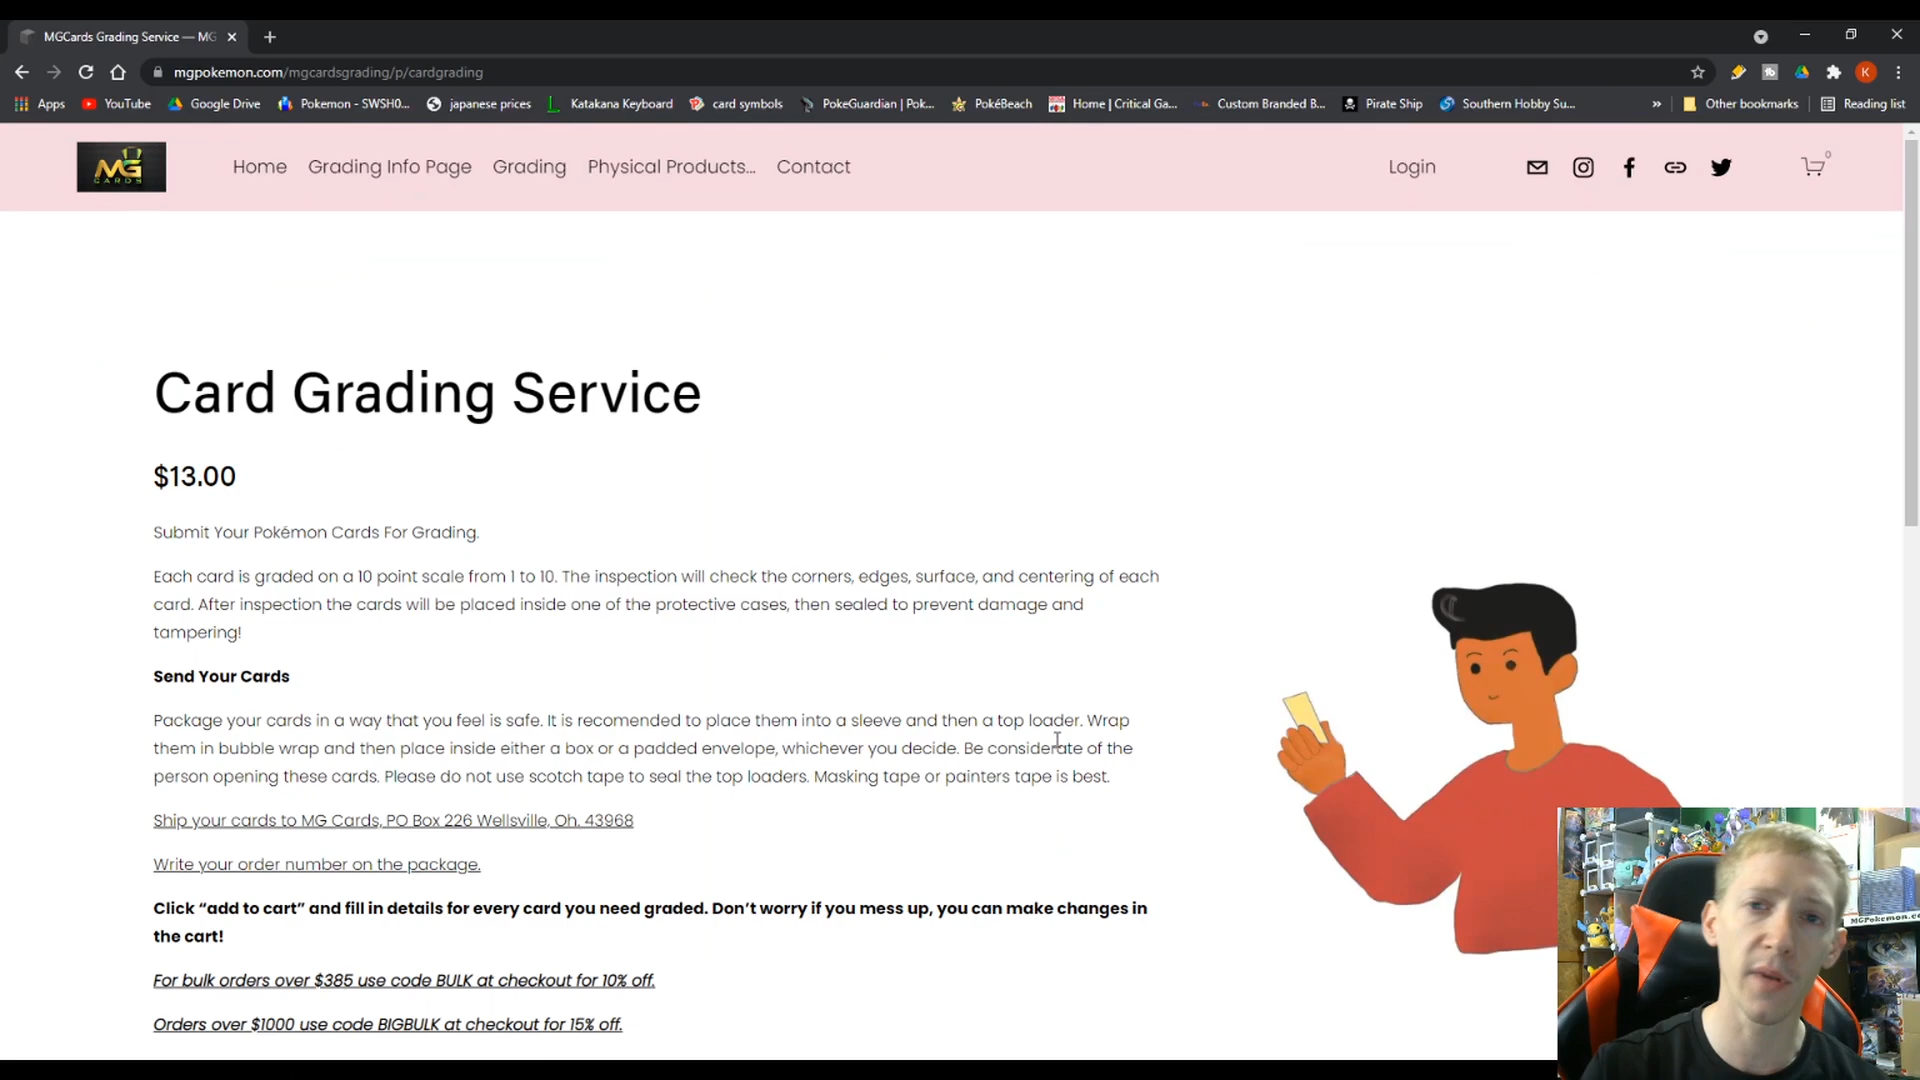 MGCards Grading Service — MG
mgpokemon.com/mgcardsgrading/p/cardgrading
K
Apps YouTube Google Drive Pokemon - SWSH0... japanese prices Katakana Keyboard card symbols PokeGuardian | Pok... PokéBeach Home | Critical Ga... Custom Branded B... Pirate Ship Southern Hobby Su... » Other bookmarks Reading list
MG CARDS
Home Grading Info Page Grading Physical Products... Contact Login 0
Card Grading Service
$13.00
Submit Your Pokémon Cards For Grading.
Each card is graded on a 10 point scale from 1 to 10. The inspection will check the corners, edges, surface, and centering of each
card. After inspection the cards will be placed inside one of the protective cases, then sealed to prevent damage and
tampering!
Send Your Cards
Package your cards in a way that you feel is safe. It is recomended to place them into a sleeve and then a top loader. Wrap
them in bubble wrap and then place inside either a box or a padded envelope, whichever you decide. Be considerate of the
person opening these cards. Please do not use scotch tape to seal the top loaders. Masking tape or painters tape is best.
Ship your cards to MG Cards, PO Box 226 Wellsville, Oh. 43968
Write your order number on the package.
Click “add to cart” and fill in details for every card you need graded. Don’t worry if you mess up, you can make changes in
the cart!
For bulk orders over $385 use code BULK at checkout for 10% off.
Orders over $1000 use code BIGBULK at checkout for 15% off.
MGPokemon.co